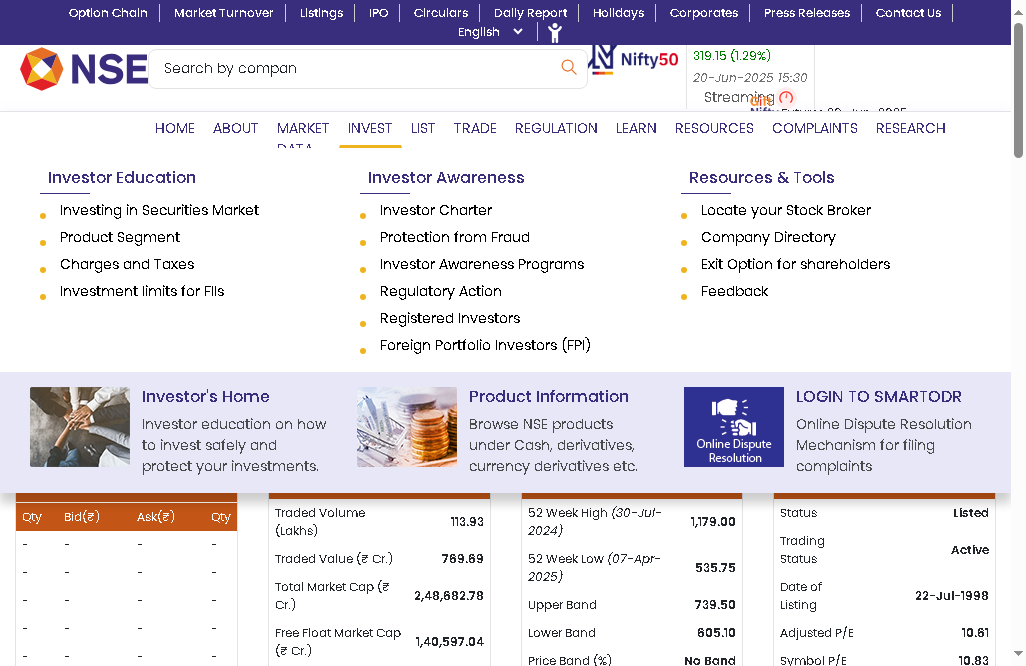 Option Chain Market Turnover Listings IPO Circulars Daily Report Holidays Corporates Press Releases Contact Us
English
NSE
Search by compan
Nifty50
319.15 (1.29%)
20-Jun-2025 15:30
Streaming
Gift
Nifty
HOME ABOUT MARKET DATA INVEST LIST TRADE REGULATION LEARN RESOURCES COMPLAINTS RESEARCH
Investor Education
Investing in Securities Market
Product Segment
Charges and Taxes
Investment limits for FIIs
Investor Awareness
Investor Charter
Protection from Fraud
Investor Awareness Programs
Regulatory Action
Registered Investors
Foreign Portfolio Investors (FPI)
Resources & Tools
Locate your Stock Broker
Company Directory
Exit Option for shareholders
Feedback
Investor's Home
Investor education on how
to invest safely and
protect your investments.
Product Information
Browse NSE products
under Cash, derivatives,
currency derivatives etc.
Online Dispute
Resolution
LOGIN TO SMARTODR
Online Dispute Resolution
Mechanism for filing
complaints
Qty Bid(₹) Ask(₹) Qty
- - - -
- - - -
- - - -
- - - -
- - - -
Traded Volume
(Lakhs) 113.93
Traded Value (₹ Cr.) 769.69
Total Market Cap (₹
Cr.) 2,48,682.78
Free Float Market Cap
(₹ Cr.) 1,40,597.04
52 Week High (30-Jul-
2024) 1,179.00
52 Week Low (07-Apr-
2025) 535.75
Upper Band 739.50
Lower Band 605.10
Price Band (%) No Band
Status Listed
Trading
Status Active
Date of
Listing 22-Jul-1998
Adjusted P/E 10.61
Symbol P/E 10.83